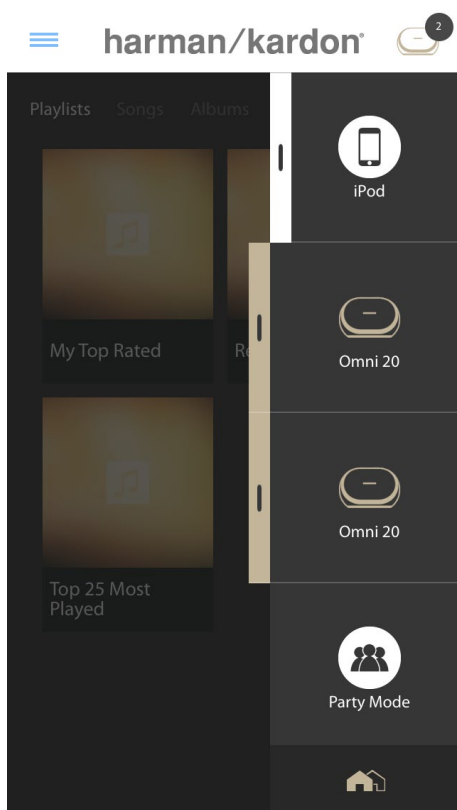 harman/kardon®
2
Playlists Songs Albums
iPod
My Top Rated
Omni 20
Omni 20
Top 25 Most
Played
Party Mode